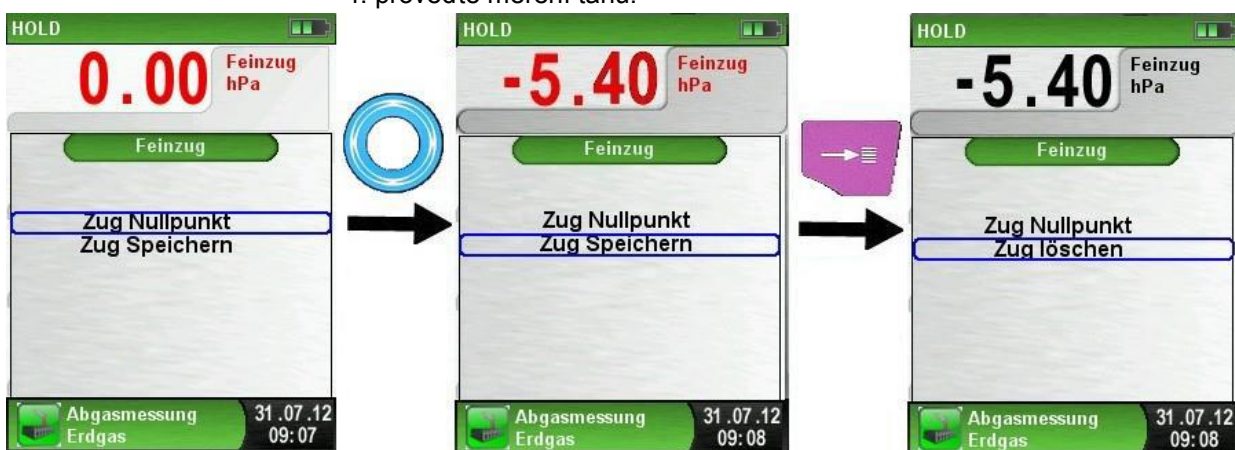 HOLD
0.00
Feinzug
hPa
Feinzug
Zug Nullpunkt
Zug Speichern
Abgasmessung
Erdgas
31.07.12
09:07
HOLD
-5.40
Feinzug
hPa
Feinzug
Zug Nullpunkt
Zug Speichern
Abgasmessung
Erdgas
31.07.12
09:08
HOLD
-5.40
Feinzug
hPa
Feinzug
Zug Nullpunkt
Zug löschen
Abgasmessung
Erdgas
31.07.12
09:08